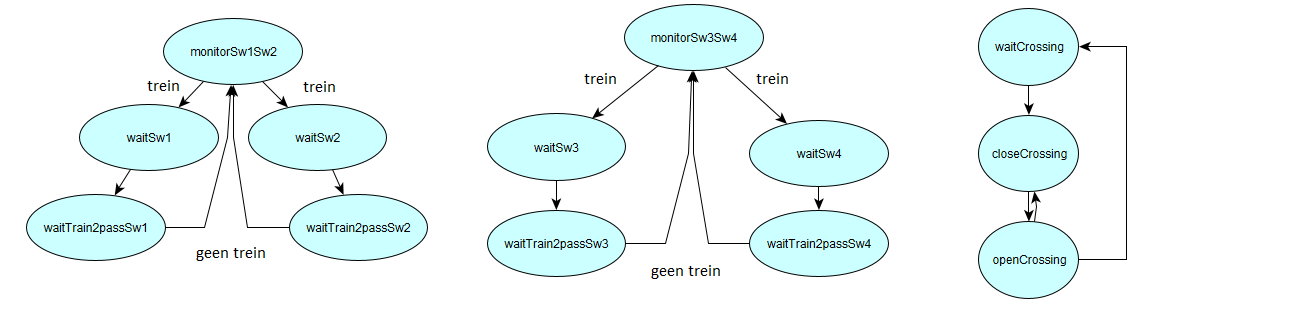 monitorSw1Sw2
trein
trein
waitSw1
waitSw2
waitTrain2passSw1
waitTrain2passSw2
geen trein
monitorSw3Sw4
trein
trein
waitSw3
waitSw4
waitTrain2passSw3
waitTrain2passSw4
geen trein
waitCrossing
closeCrossing
openCrossing